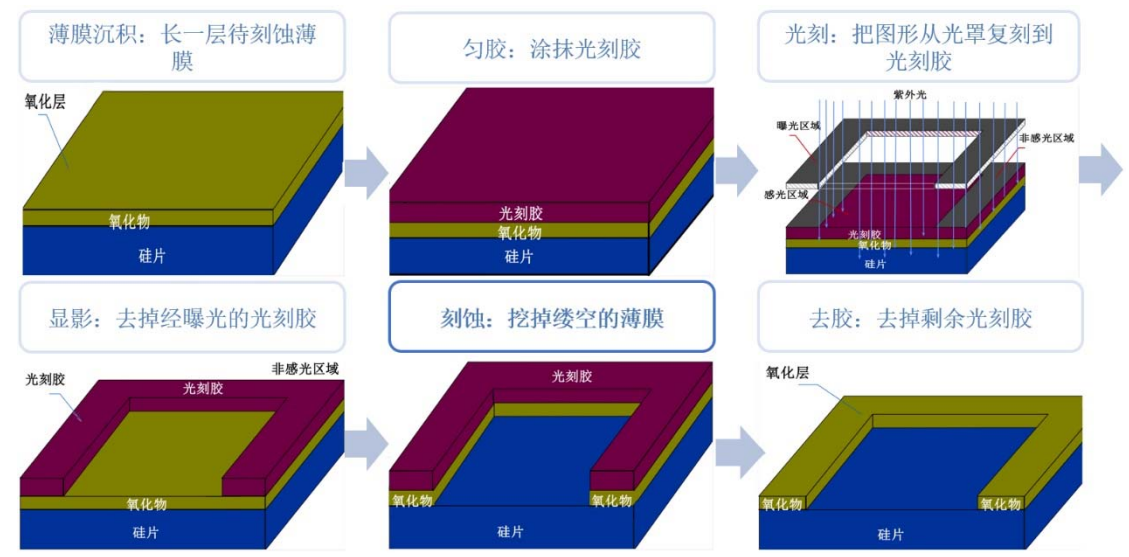 薄膜沉积：长一层待刻蚀薄
膜
氧化层
氧化物
硅片
匀胶：涂抹光刻胶
光刻胶
氧化物
硅片
光刻：把图形从光罩复刻到
光刻胶
紫外光
曝光区域
非感光区域
感光区域
光刻胶
氧化物
硅片
显影：去掉经曝光的光刻胶
光刻胶
非感光区域
光刻胶
氧化物
硅片
刻蚀：挖掉缕空的薄膜
光刻胶
氧化物
氧化物
硅片
去胶：去掉剩余光刻胶
氧化层
氧化物
氧化物
硅片